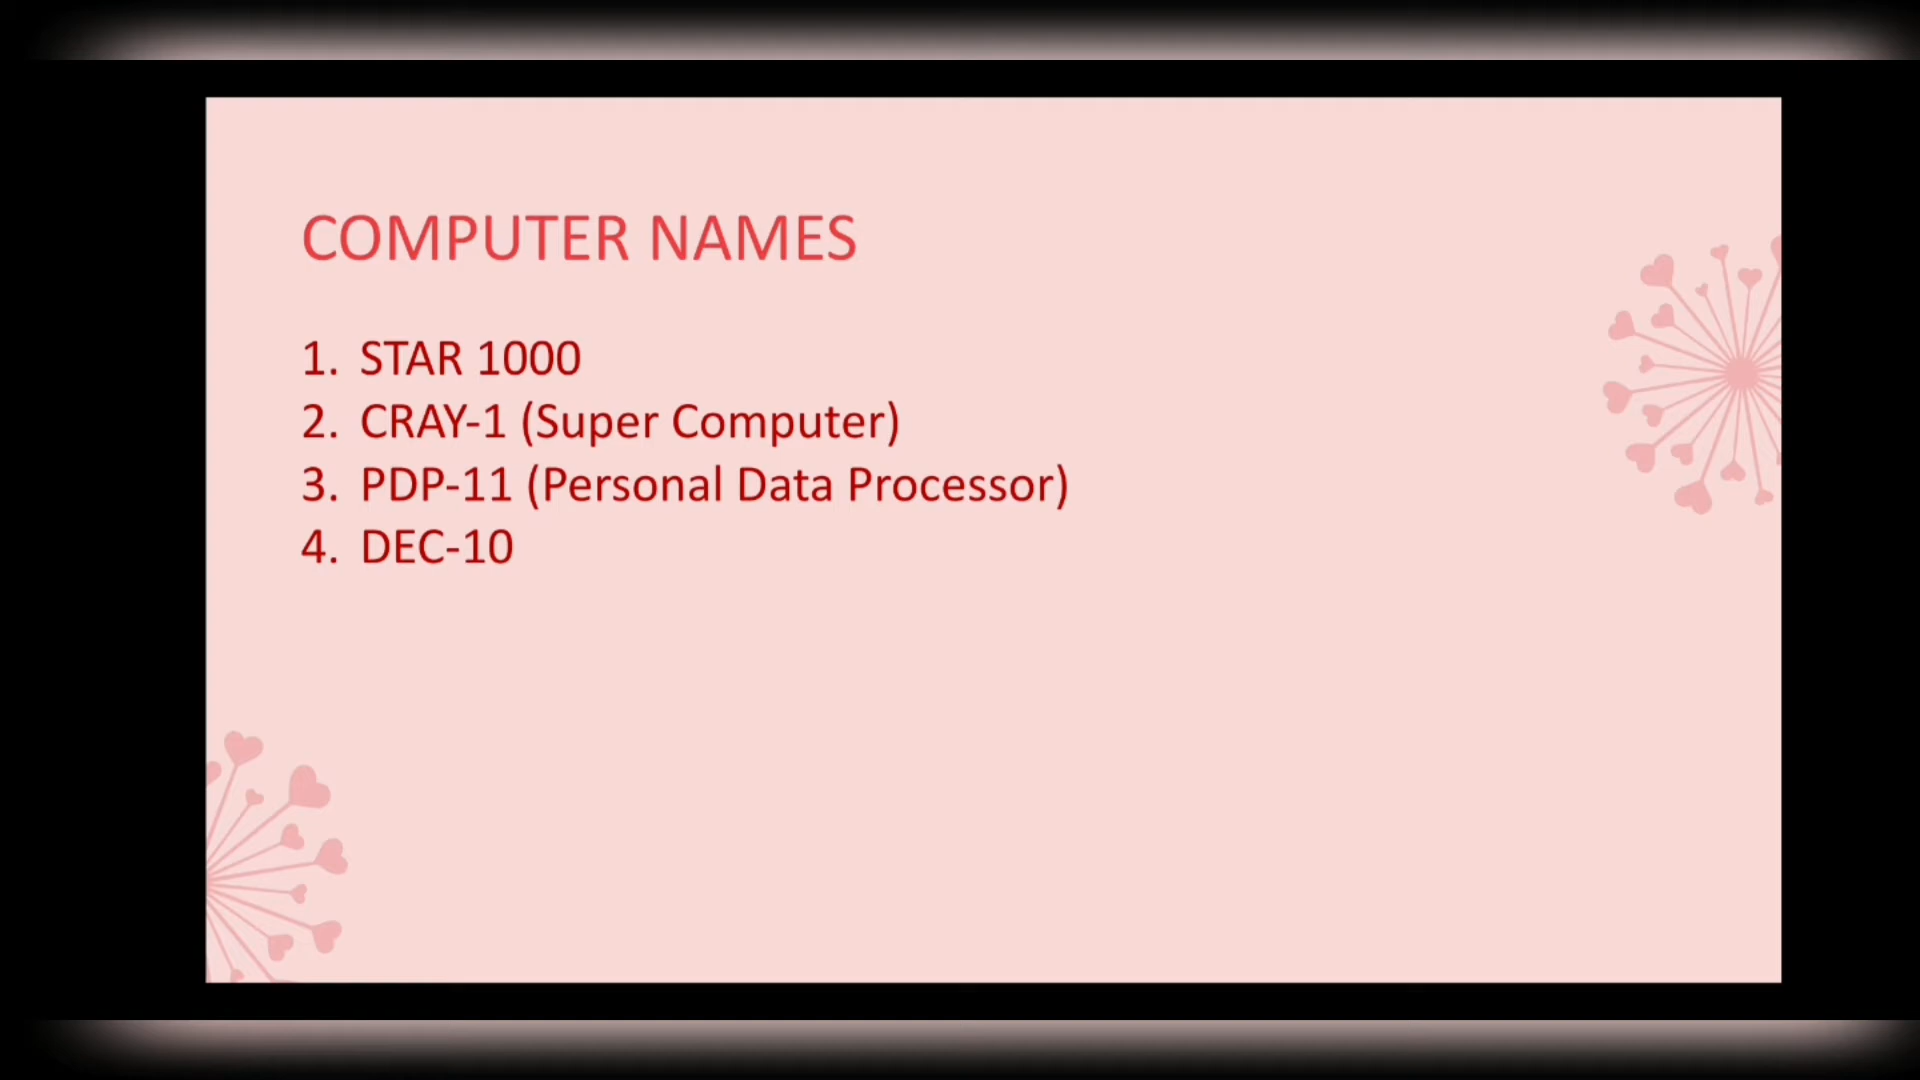 COMPUTER NAMES
1. STAR 1000
2. CRAY-1 (Super Computer)
3. PDP-11 (Personal Data Processor)
4. DEC-10